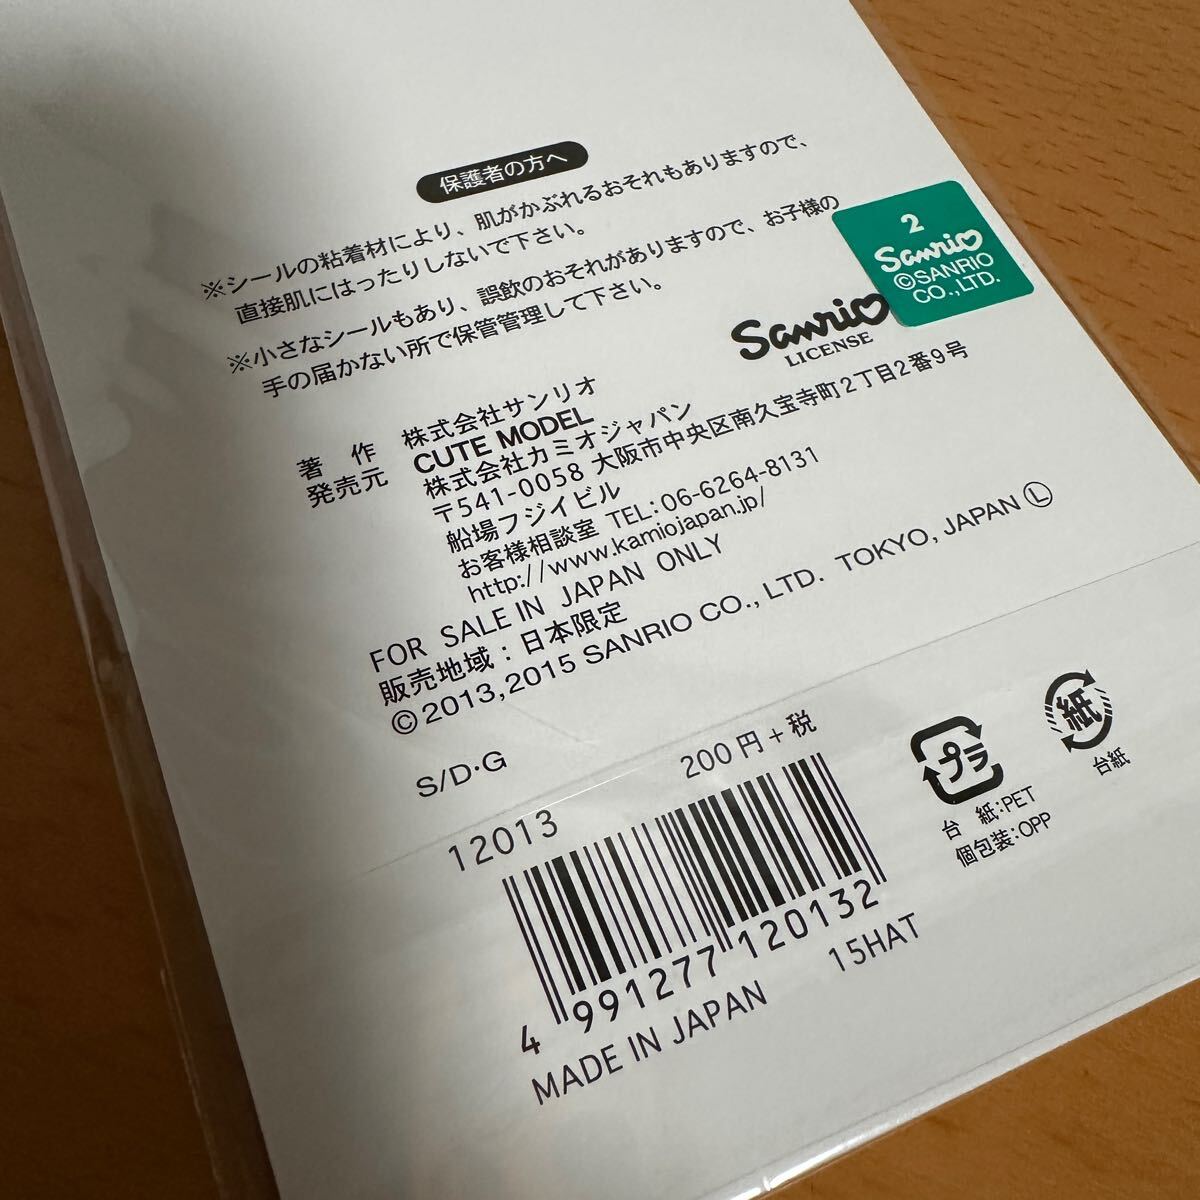 保護者の方へ
※シールの粘着材により、肌がかぶれるおそれもありますので、
直接肌にはったりしないで下さい。
※小さなシールもあり、誤飲のおそれがありますので、お子様の
手の届かない所で保管管理して下さい。
2
Sanrio
©SANRIO
CO.,LTD.
Sanrio
LICENSE
著 作 株式会社サンリオ
発売元 CUTE MODEL
株式会社カミオジャパン
〒541-0058 大阪市中央区南久宝寺町2丁目2番9号
船場フジイビル
お客様相談室 TEL:06-6264-8131
http://www.kamiojapan.jp/
FOR SALE IN JAPAN ONLY
販売地域:日本限定
©2013,2015 SANRIO CO., LTD. TOKYO, JAPAN Ⓛ
S/D·G
200円+税
12013
4 991277 120132
MADE IN JAPAN 15HAT
プラ
台 紙:PET
個包装:OPP
紙
台紙